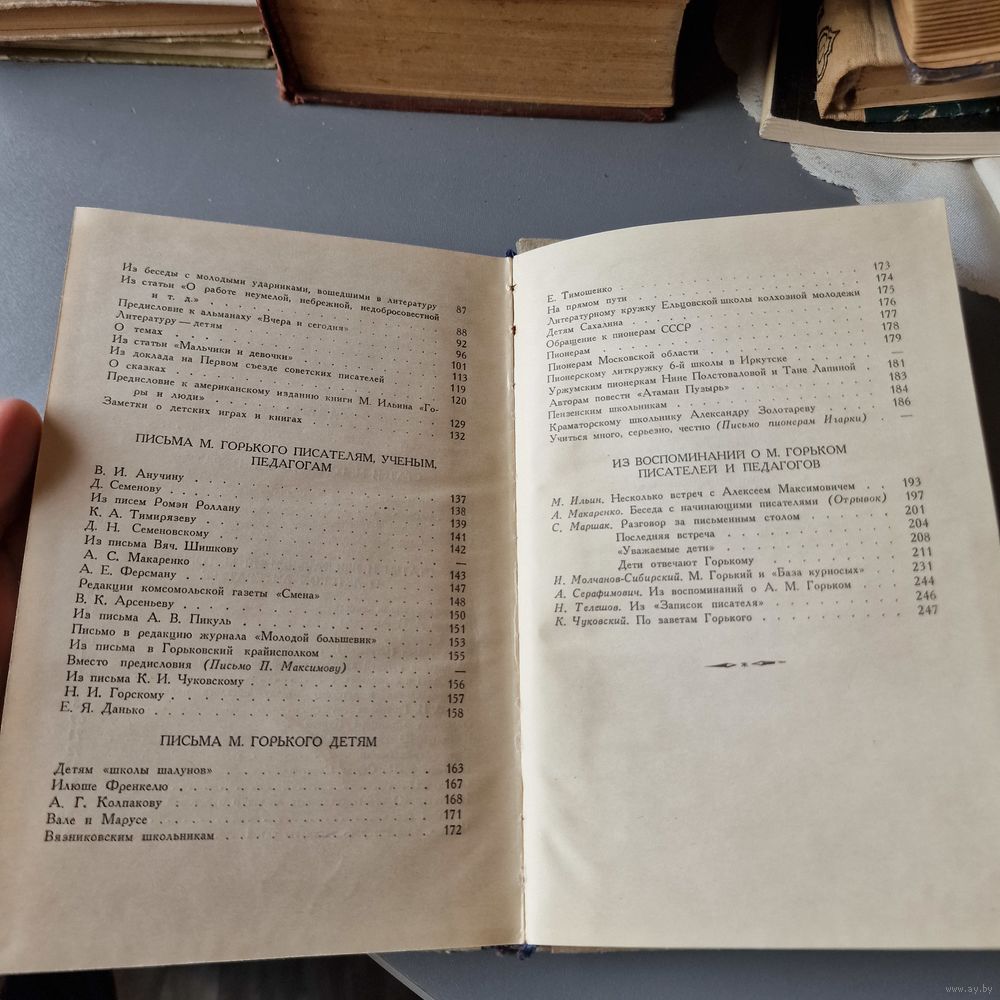 Из беседы с молодыми ударниками, вошедшими в литературу 87
Из статьи «О работе неумелой, небрежной, недобросовестной
и т. д.» 88
Предисловие к альманаху «Вчера и сегодня» 92
Литературу — детям 96
О темах 101
Из статьи «Мальчики и девочки» 113
Из доклада на Первом съезде советских писателей 119
О сказках 120
Предисловие к американскому изданию книги М. Ильина «Го-
ры и люди» 129
Заметки о детских играх и книгах 132
ПИСЬМА М. ГОРЬКОГО ПИСАТЕЛЯМ, УЧЕНЫМ,
ПЕДАГОГАМ
В. И. Анучину 137
Д. Семенову 138
Из писем Ромэн Роллану 139
К. А. Тимирязеву 141
Д. Н. Семеновскому 142
Из письма Вяч. Шишкову —
А. С. Макаренко 143
А. Е. Ферсману 147
Редакции комсомольской газеты «Смена» 148
В. К. Арсеньеву 150
Из письма А. В. Пикуль 151
Письмо в редакцию журнала «Молодой большевик» 153
Из письма в Горьковский крайисполком 155
Вместо предисловия (Письмо П. Максимову) —
Из письма К. И. Чуковскому 156
Н. И. Горскому 157
Е. Я. Данько 158
ПИСЬМА М. ГОРЬКОГО ДЕТЯМ
Детям «школы шалунов» 163
Илюше Френкелю 167
А. Г. Колпакову 168
Вале и Марусе 171
Вязниковским школьникам 172
Е. Тимошенко 173
На прямом пути 174
Литературному кружку Ельцовской школы колхозной молодежи 175
Детям Сахалина 176
Обращение к пионерам СССР 177
Пионерам 178
Пионерам Московской области 179
Пионерскому литкружку 6-й школы в Иркутске —
Уржумским пионеркам Нине Полстоваловой и Тане Лапиной 181
Авторам повести «Атаман Пузырь» 183
Пензенским школьникам 184
Краматорскому школьнику Александру Золотареву 186
Учиться много, серьезно, честно (Письмо пионерам Игарки) —
ИЗ ВОСПОМИНАНИЙ О М. ГОРЬКОМ
ПИСАТЕЛЕЙ И ПЕДАГОГОВ
М. Ильин. Несколько встреч с Алексеем Максимовичем 193
А. Макаренко. Беседа с начинающими писателями (Отрывок) 197
С. Маршак. Разговор за письменным столом 201
Последняя встреча 204
«Уважаемые дети» 208
Дети отвечают Горькому 211
И. Молчанов-Сибирский. М. Горький и «База курносых» 231
А. Серафимович. Из воспоминаний о А. М. Горьком 244
Н. Телешов. Из «Записок писателя» 246
К. Чуковский. По заветам Горького 247
www.ay.by